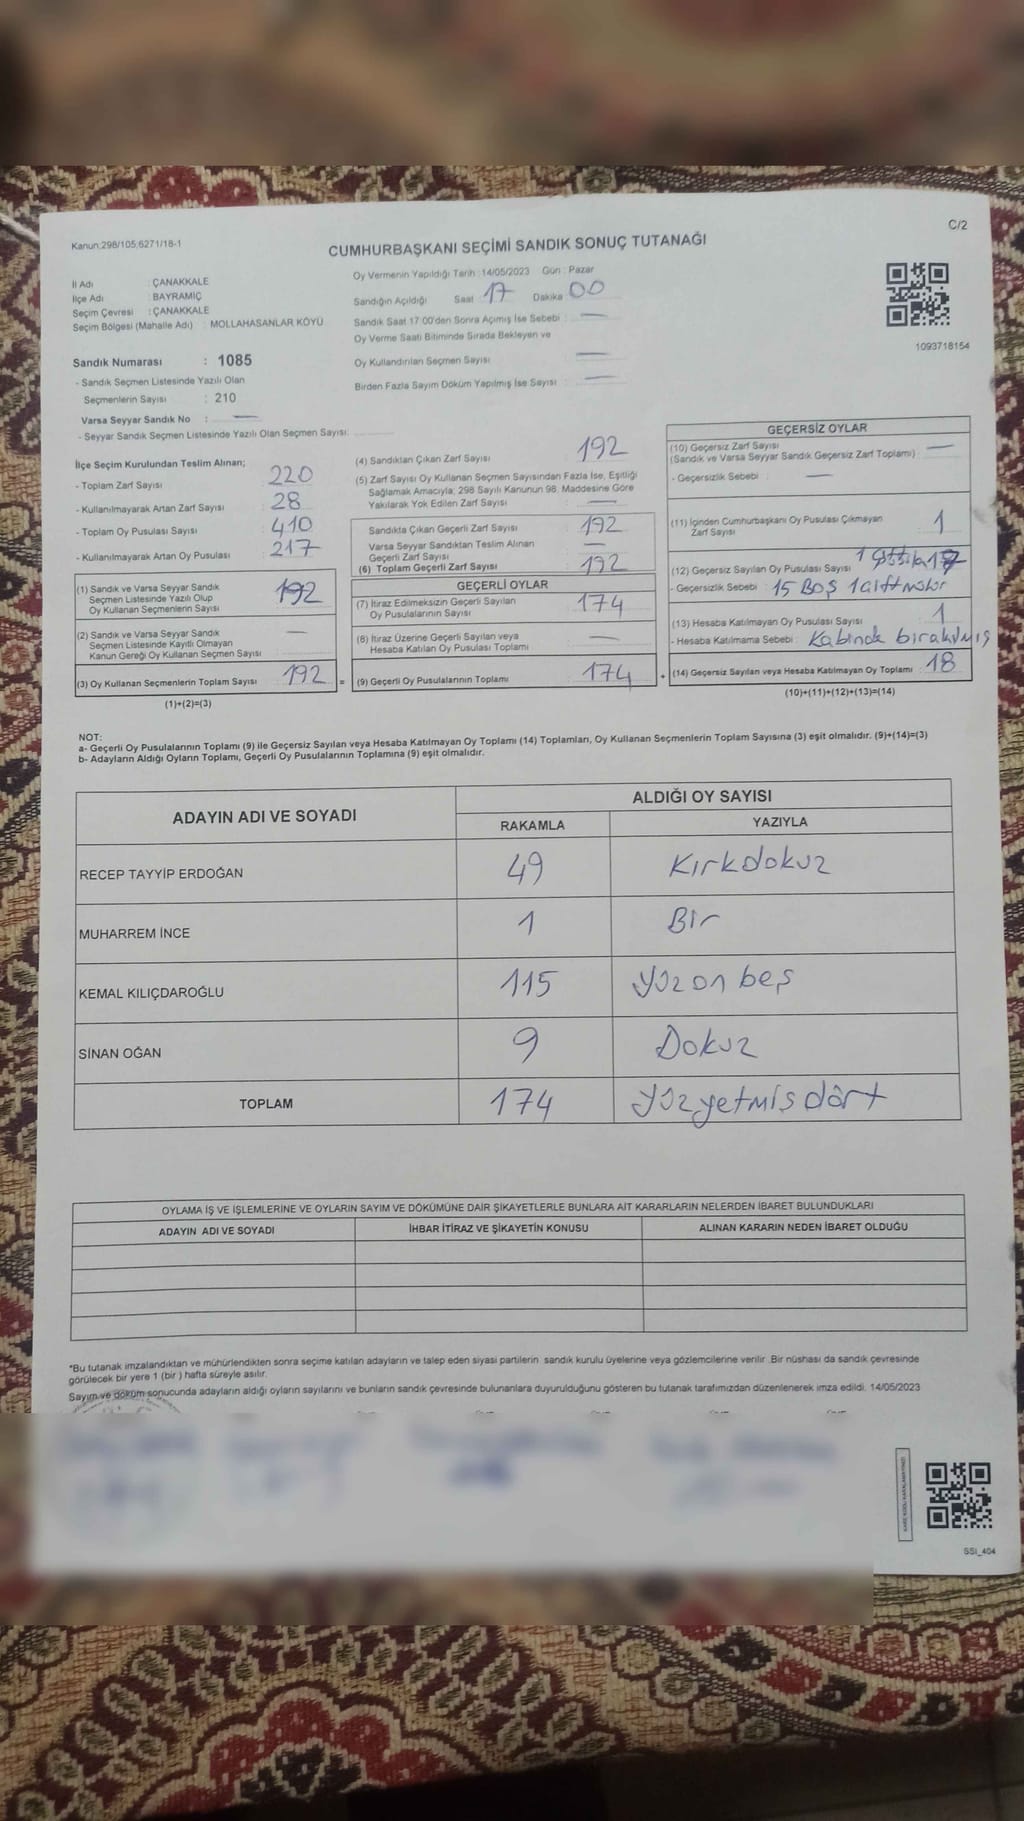 C/2
Kanun;298/105;6271/18-1
CUMHURBAŞKANI SEÇİMİ SANDIK SONUÇ TUTANAĞI
İl Adı : ÇANAKKALE
İlçe Adı : BAYRAMİÇ
Seçim Çevresi : ÇANAKKALE
Seçim Bölgesi (Mahalle Adı) : MOLLAHASANLAR KÖYÜ
Oy Vermenin Yapıldığı Tarih : 14/05/2023 Gün : Pazar
Sandığın Açıldığı Saat : 17 Dakika : 00
Sandık Saat 17:00'den Sonra Açımış İse Sebebi : —
Oy Verme Saati Bitiminde Sırada Bekleyen ve
Oy Kullandırılan Seçmen Sayısı : —
Birden Fazla Sayım Döküm Yapılmış İse Sayısı : —
1093718154
Sandık Numarası : 1085
- Sandık Seçmen Listesinde Yazılı Olan
Seçmenlerin Sayısı : 210
Varsa Seyyar Sandık No : —
- Seyyar Sandık Seçmen Listesinde Yazılı Olan Seçmen Sayısı:
İlçe Seçim Kurulundan Teslim Alınan;
- Toplam Zarf Sayısı : 220
- Kullanılmayarak Artan Zarf Sayısı : 28
- Toplam Oy Pusulası Sayısı : 410
- Kullanılmayarak Artan Oy Pusulası : 217
(1) Sandık ve Varsa Seyyar Sandık
Seçmen Listesinde Yazılı Olup
Oy Kullanan Seçmenlerin Sayısı : 192
(2) Sandık ve Varsa Seyyar Sandık
Seçmen Listesinde Kayıtlı Olmayan
Kanun Gereği Oy Kullanan Seçmen Sayısı : —
(3) Oy Kullanan Seçmenlerin Toplam Sayısı : 192 =
(1)+(2)=(3)
(4) Sandıktan Çıkan Zarf Sayısı : 192
(5) Zarf Sayısı Oy Kullanan Seçmen Sayısından Fazla İse, Eşitliği
Sağlamak Amacıyla, 298 Sayılı Kanunun 98. Maddesine Göre
Yakılarak Yok Edilen Zarf Sayısı : —
Sandıkta Çıkan Geçerli Zarf Sayısı : 192
Varsa Seyyar Sandıktan Teslim Alınan
Geçerli Zarf Sayısı : —
(6) Toplam Geçerli Zarf Sayısı : 192
GEÇERLİ OYLAR
(7) İtiraz Edilmeksizin Geçerli Sayılan
Oy Pusulalarının Sayısı : 174
(8) İtiraz Üzerine Geçerli Sayılan veya
Hesaba Katılan Oy Pusulası Toplamı : —
(9) Geçerli Oy Pusulalarının Toplamı : 174 +
GEÇERSİZ OYLAR
(10) Geçersiz Zarf Sayısı
(Sandık ve Varsa Seyyar Sandık Geçersiz Zarf Toplamı) : —
- Geçersizlik Sebebi : —
(11) İçinden Cumhurbaşkanı Oy Pusulası Çıkmayan
Zarf Sayısı : 1
(12) Geçersiz Sayılan Oy Pusulası Sayısı :
- Geçersizlik Sebebi : 15 Boş 1 çift mühür
(13) Hesaba Katılmayan Oy Pusulası Sayısı : 1
- Hesaba Katılmama Sebebi : Kabinde bırakılmış
(14) Geçersiz Sayılan veya Hesaba Katılmayan Oy Toplamı : 18
(10)+(11)+(12)+(13)=(14)
NOT:
a- Geçerli Oy Pusulalarının Toplamı (9) ile Geçersiz Sayılan veya Hesaba Katılmayan Oy Toplamı (14) Toplamları, Oy Kullanan Seçmenlerin Toplam Sayısına (3) eşit olmalıdır. (9)+(14)=(3)
b- Adayların Aldığı Oyların Toplamı, Geçerli Oy Pusulalarının Toplamına (9) eşit olmalıdır.
ADAYIN ADI VE SOYADI
ALDIĞI OY SAYISI
RAKAMLA YAZIYLA
RECEP TAYYİP ERDOĞAN 49 Kırkdokuz
MUHARREM İNCE 1 Bir
KEMAL KILIÇDAROĞLU 115 Yüz on beş
SİNAN OĞAN 9 Dokuz
TOPLAM 174 Yüzyetmiş dört
OYLAMA İŞ VE İŞLEMLERİNE VE OYLARIN SAYIM VE DÖKÜMÜNE DAİR ŞİKAYETLERLE BUNLARA AİT KARARLARIN NELERDEN İBARET BULUNDUKLARI
ADAYIN ADI VE SOYADI İHBAR İTİRAZ VE ŞİKAYETİN KONUSU ALINAN KARARIN NEDEN İBARET OLDUĞU
*Bu tutanak imzalandıktan ve mühürlendikten sonra seçime katılan adayların ve talep eden siyasi partilerin sandık kurulu üyelerine veya gözlemcilerine verilir. Bir nüshası da sandık çevresinde
görülecek bir yere 1 (bir) hafta süreyle asılır.
Sayım ve döküm sonucunda adayların aldığı oyların sayılarını ve bunların sandık çevresinde bulunanlara duyurulduğunu gösteren bu tutanak tarafımızdan düzenlenerek imza edildi. 14/05/2023
SSI_404